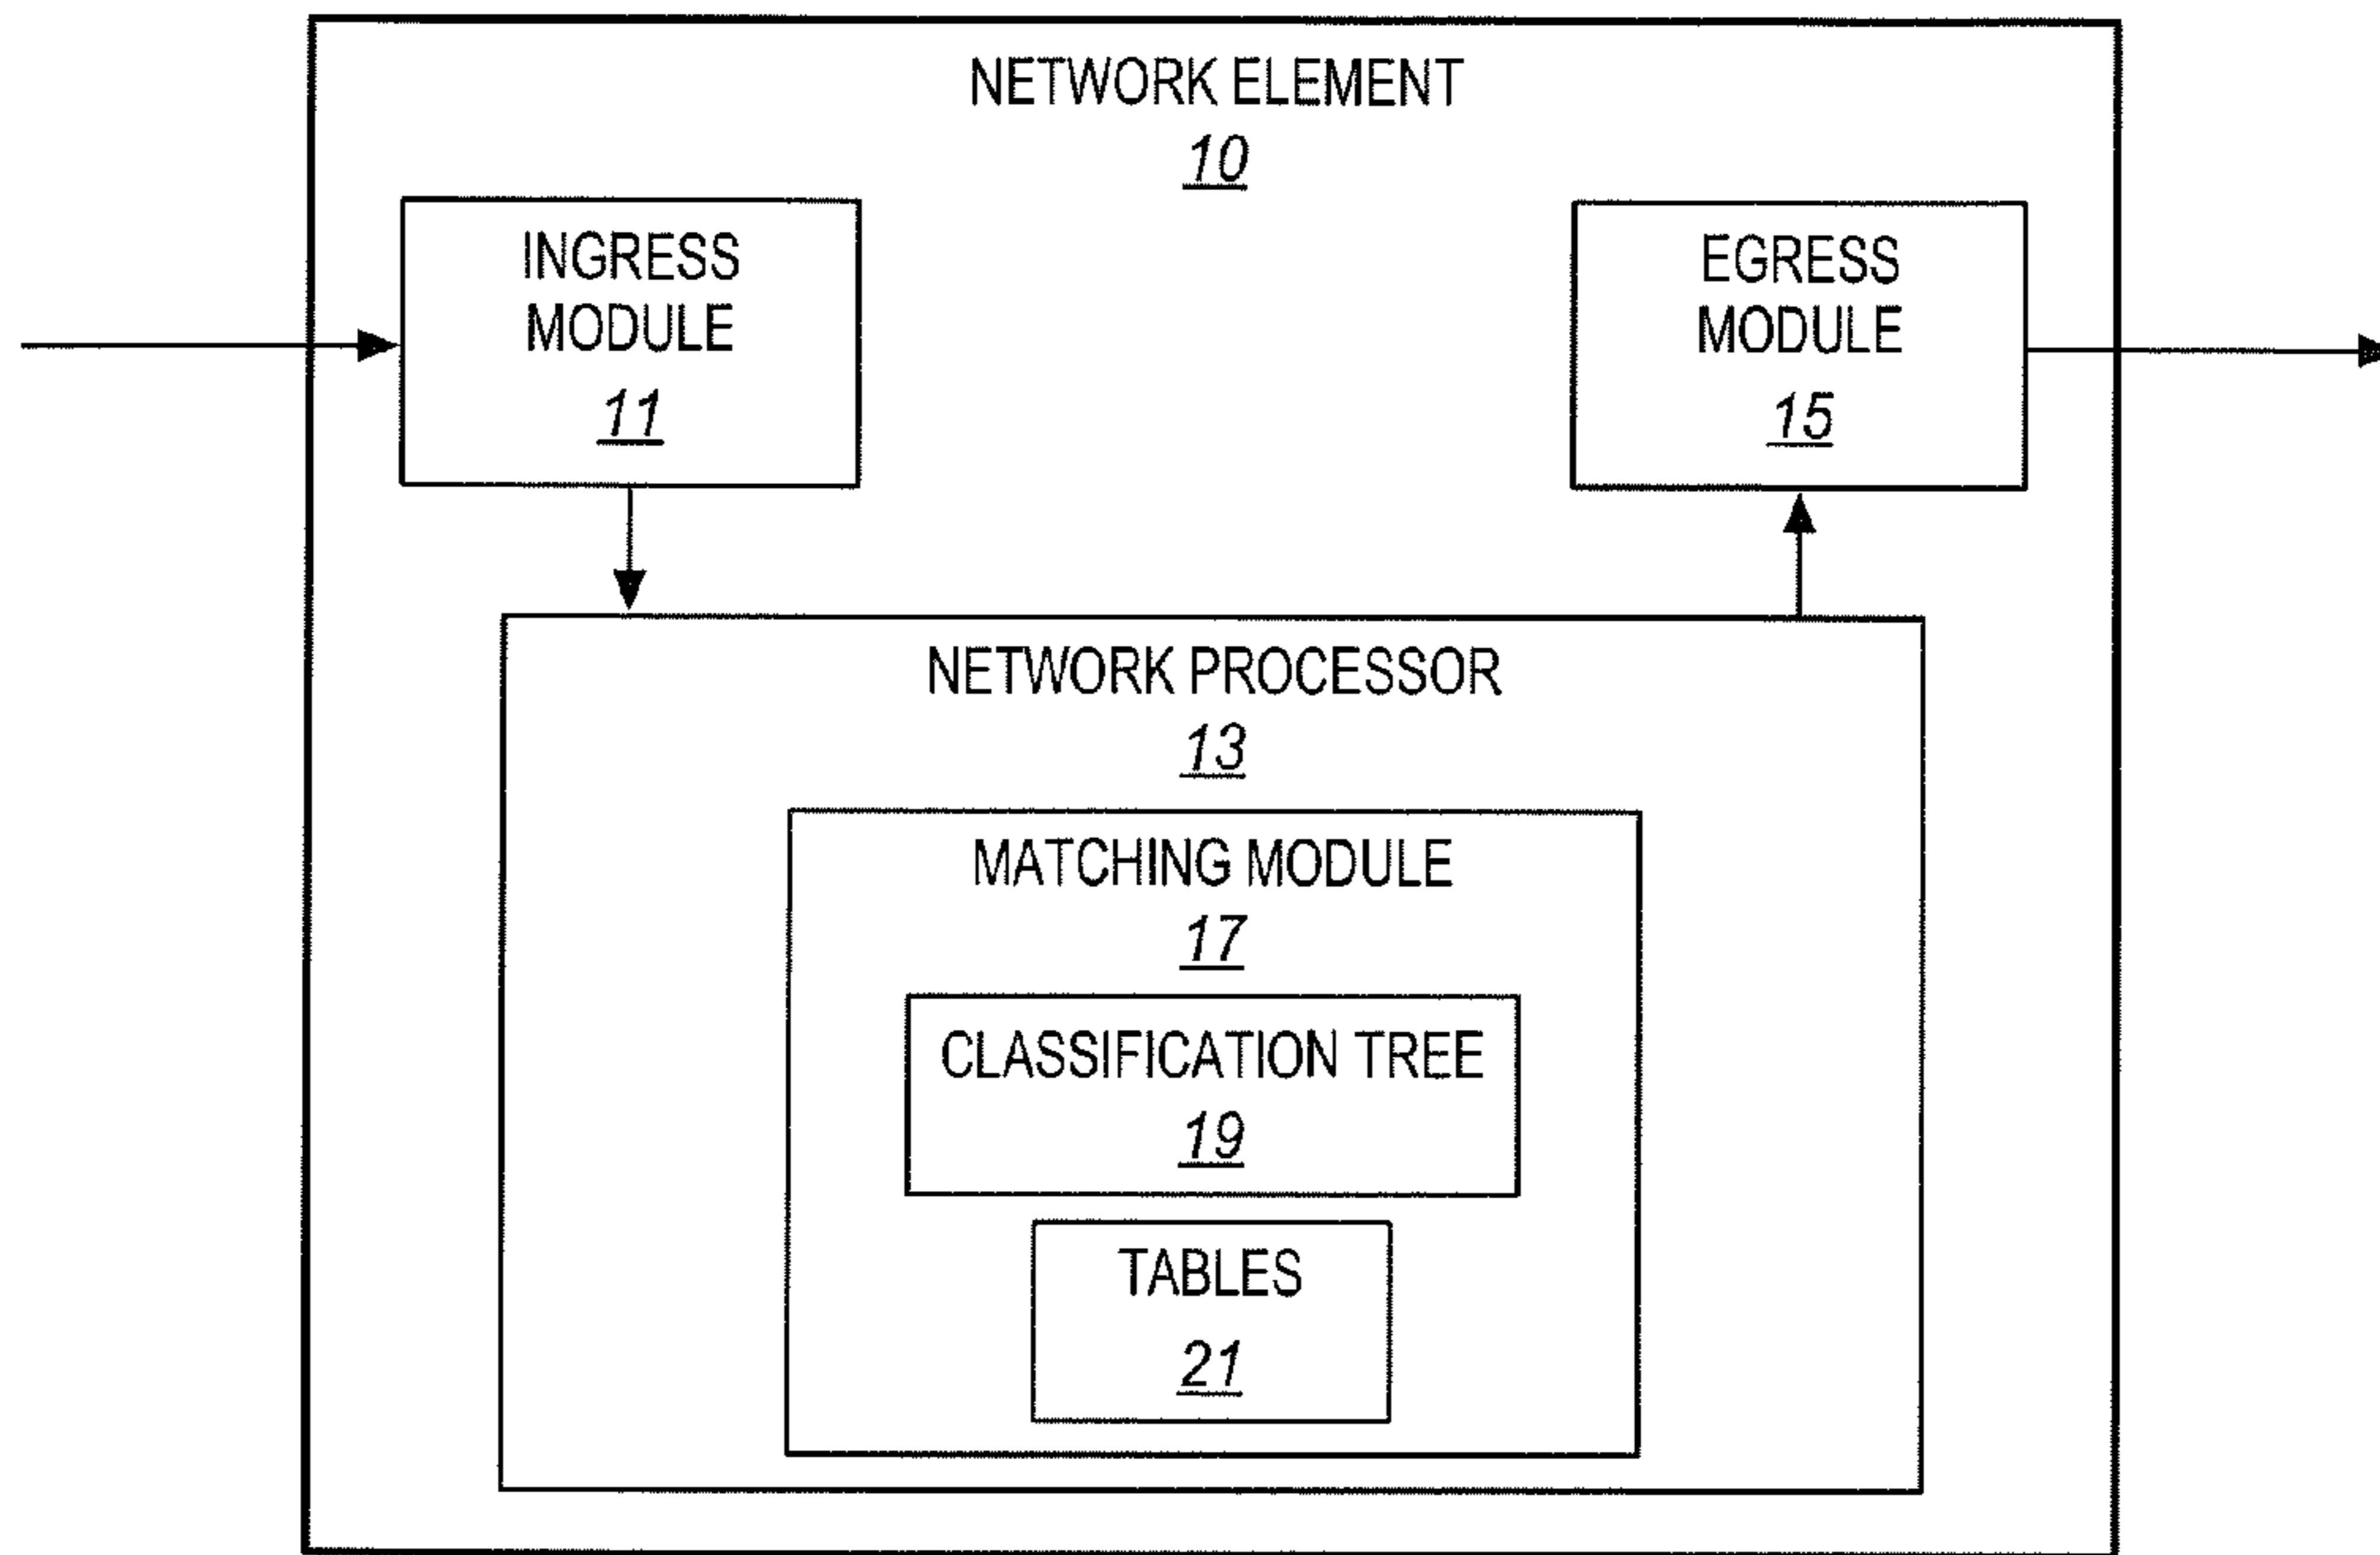 NETWORK ELEMENT
10
INGRESS
MODULE
11
EGRESS
MODULE
15
NETWORK PROCESSOR
13
MATCHING MODULE
17
CLASSIFICATION TREE
19
TABLES
21